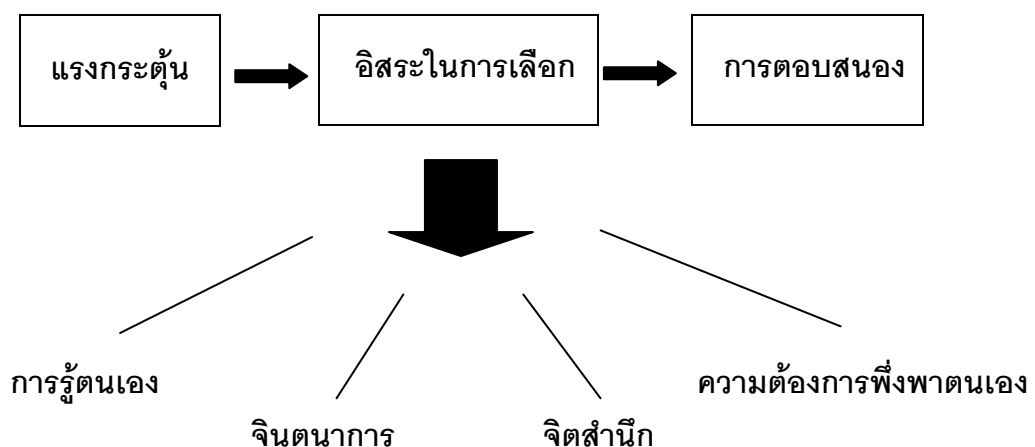 แรงกระตุ้น
อิสระในการเลือก
การตอบสนอง
การรู้ตนเอง
จินตนาการ
จิตสำนึก
ความต้องการพึ่งพาตนเอง